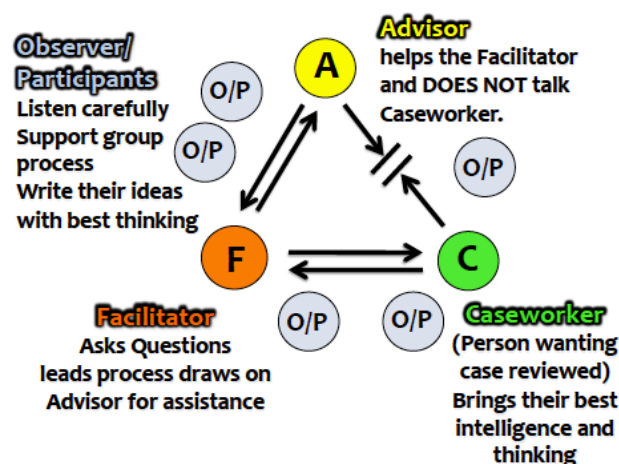 Observer/
Participants
Listen carefully
Support group
process
Write their ideas
with best thinking
O/P
O/P
A
Advisor
helps the Facilitator
and DOES NOT talk
Caseworker.
O/P
F
C
O/P
O/P
Facilitator
Asks Questions
leads process draws on
Advisor for assistance
Caseworker
(Person wanting
case reviewed)
Brings their best
intelligence and
thinking